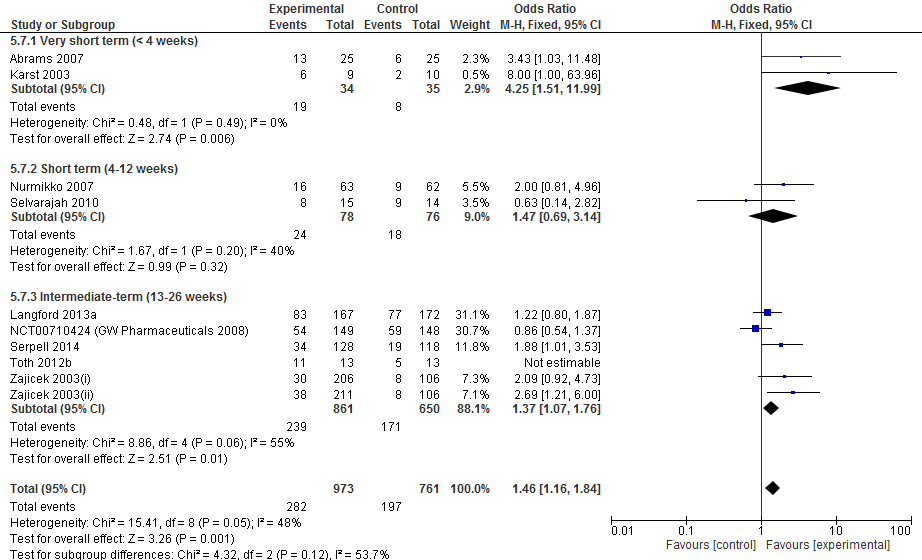 Experimental Control Odds Ratio Odds Ratio
Study or Subgroup Events Total Events Total Weight M-H, Fixed, 95% CI M-H, Fixed, 95% CI
5.7.1 Very short term (< 4 weeks)
Abrams 2007 13 25 6 25 2.3% 3.43 [1.03, 11.48]
Karst 2003 6 9 2 10 0.5% 8.00 [1.00, 63.96]
Subtotal (95% CI) 34 35 2.9% 4.25 [1.51, 11.99]
Total events 19 8
Heterogeneity: Chi² = 0.48, df = 1 (P = 0.49); I² = 0%
Test for overall effect: Z = 2.74 (P = 0.006)
5.7.2 Short term (4-12 weeks)
Nurmikko 2007 16 63 9 62 5.5% 2.00 [0.81, 4.96]
Selvarajah 2010 8 15 9 14 3.5% 0.63 [0.14, 2.82]
Subtotal (95% CI) 78 76 9.0% 1.47 [0.69, 3.14]
Total events 24 18
Heterogeneity: Chi² = 1.67, df = 1 (P = 0.20); I² = 40%
Test for overall effect: Z = 0.99 (P = 0.32)
5.7.3 Intermediate-term (13-26 weeks)
Langford 2013a 83 167 77 172 31.1% 1.22 [0.80, 1.87]
NCT00710424 (GW Pharmaceuticals 2008) 54 149 59 148 30.8% 0.86 [0.54, 1.37]
Serpell 2014 34 128 19 118 11.8% 1.88 [1.01, 3.53]
Toth 2012b 11 13 5 13 Not estimable
Zajicek 2003(i) 30 206 8 106 7.3% 2.09 [0.92, 4.73]
Zajicek 2003(ii) 38 211 8 106 7.1% 2.69 [1.21, 6.00]
Subtotal (95% CI) 861 650 88.1% 1.37 [1.07, 1.76]
Total events 239 171
Heterogeneity: Chi² = 8.86, df = 4 (P = 0.06); I² = 55%
Test for overall effect: Z = 2.51 (P = 0.01)
Total (95% CI) 973 761 100.0% 1.46 [1.16, 1.84]
Total events 282 197
Heterogeneity: Chi² = 15.41, df = 8 (P = 0.05); I² = 48%
Test for overall effect: Z = 3.26 (P = 0.001)
Test for subgroup differences: Chi² = 4.32, df = 2 (P = 0.12), I² = 53.7%
0.01 0.1 1 10 100
Favours [control] Favours [experimental]